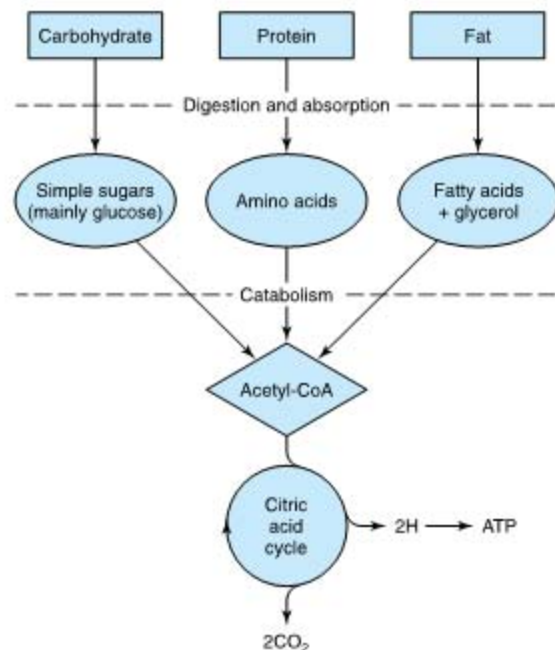 Carbohydrate
Protein
Fat
Digestion and absorption
Simple sugars
(mainly glucose)
Amino acids
Fatty acids
+ glycerol
Catabolism
Acetyl-CoA
Citric
acid
cycle
2H
ATP
2CO₂